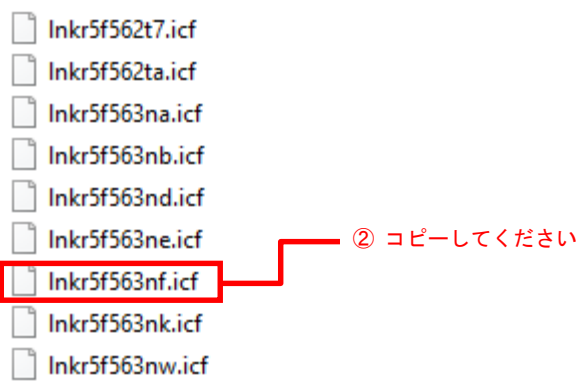 lnkr5f562t7.icf
lnkr5f562ta.icf
lnkr5f563na.icf
lnkr5f563nb.icf
lnkr5f563nd.icf
lnkr5f563ne.icf
② コピーしてください
lnkr5f563nf.icf
lnkr5f563nk.icf
lnkr5f563nw.icf